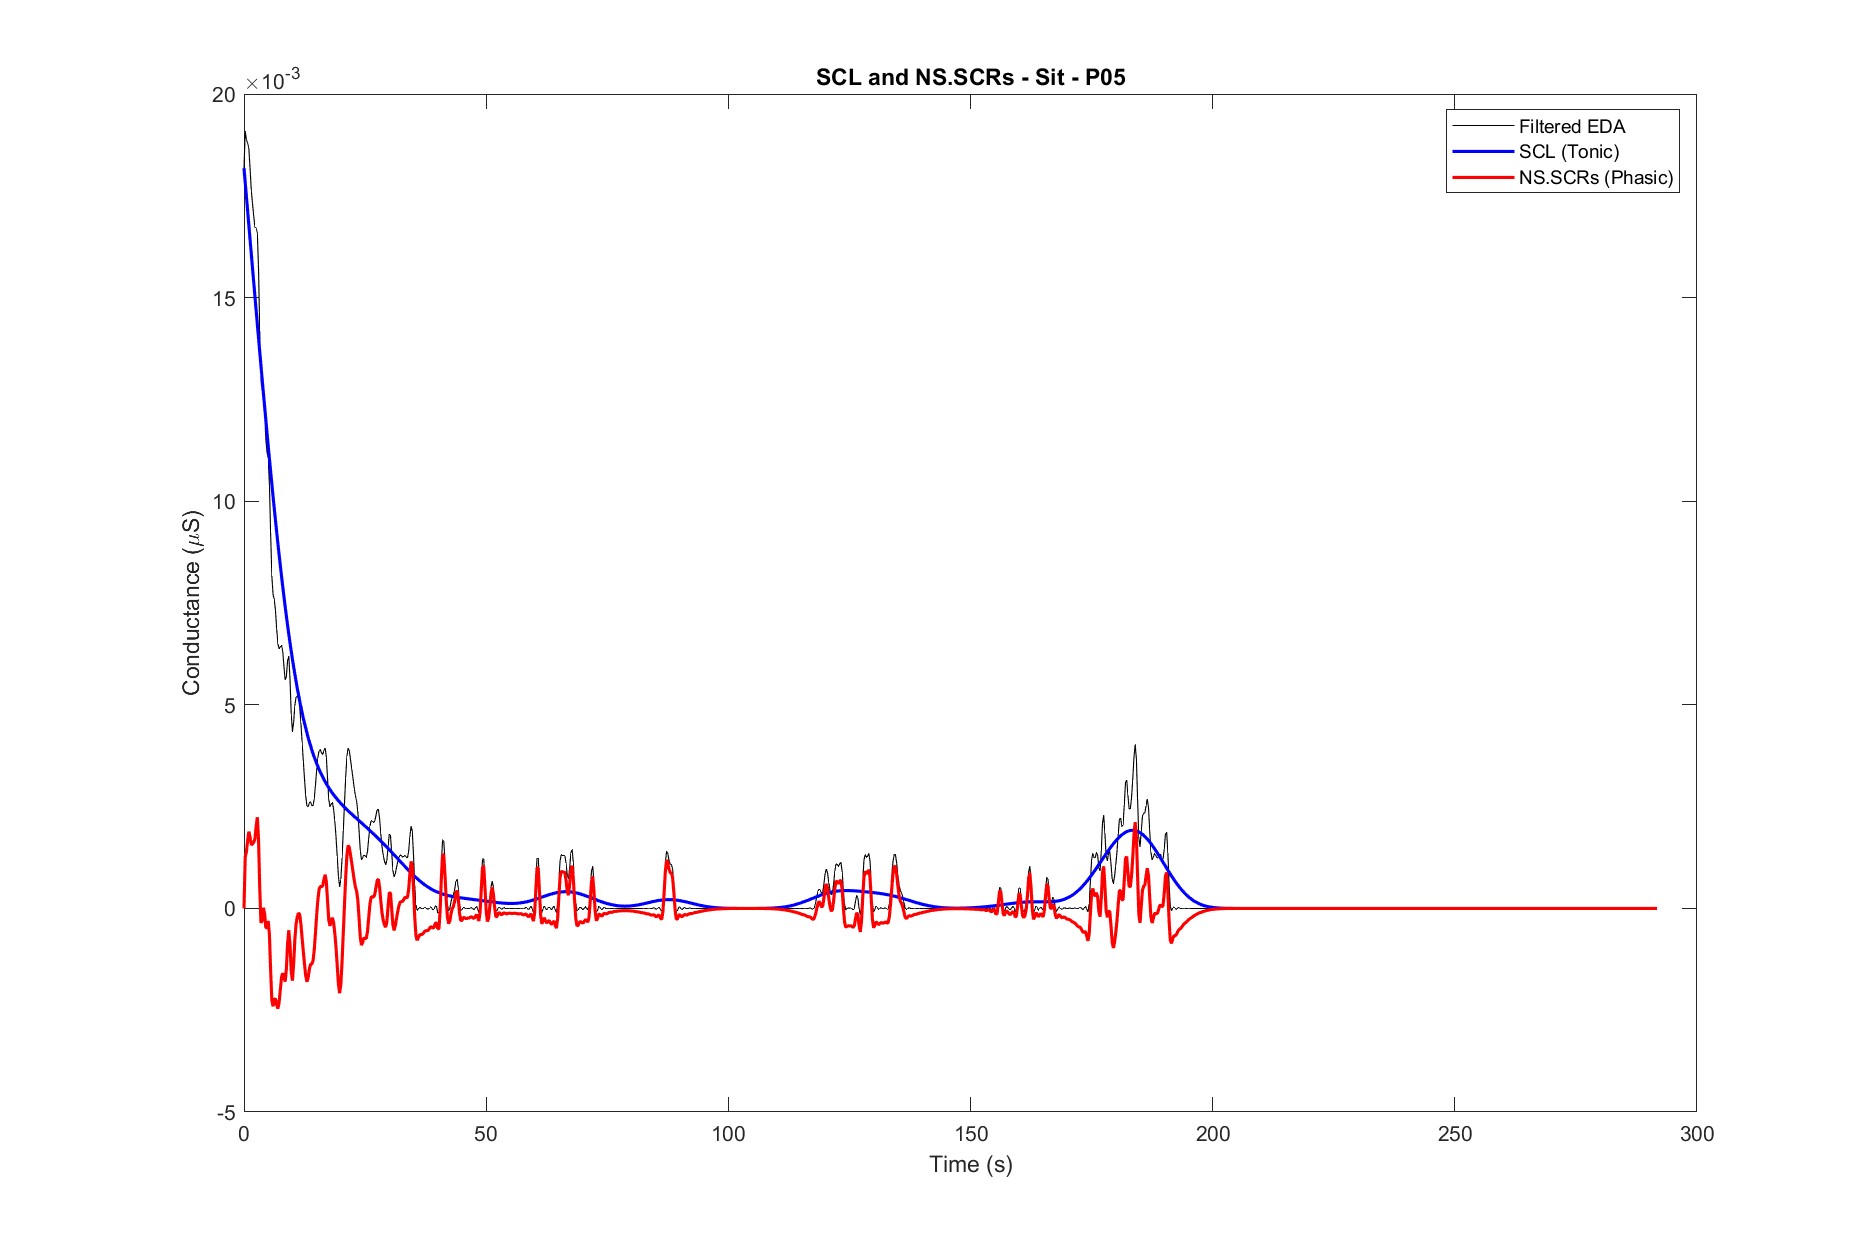 SCL and NS.SCRs - Sit - P05
×10-3
20
15
10
5
0
-5
0 50 100 150 200 250 300
Time (s)
Conductance (μS)
Filtered EDA
SCL (Tonic)
NS.SCRs (Phasic)